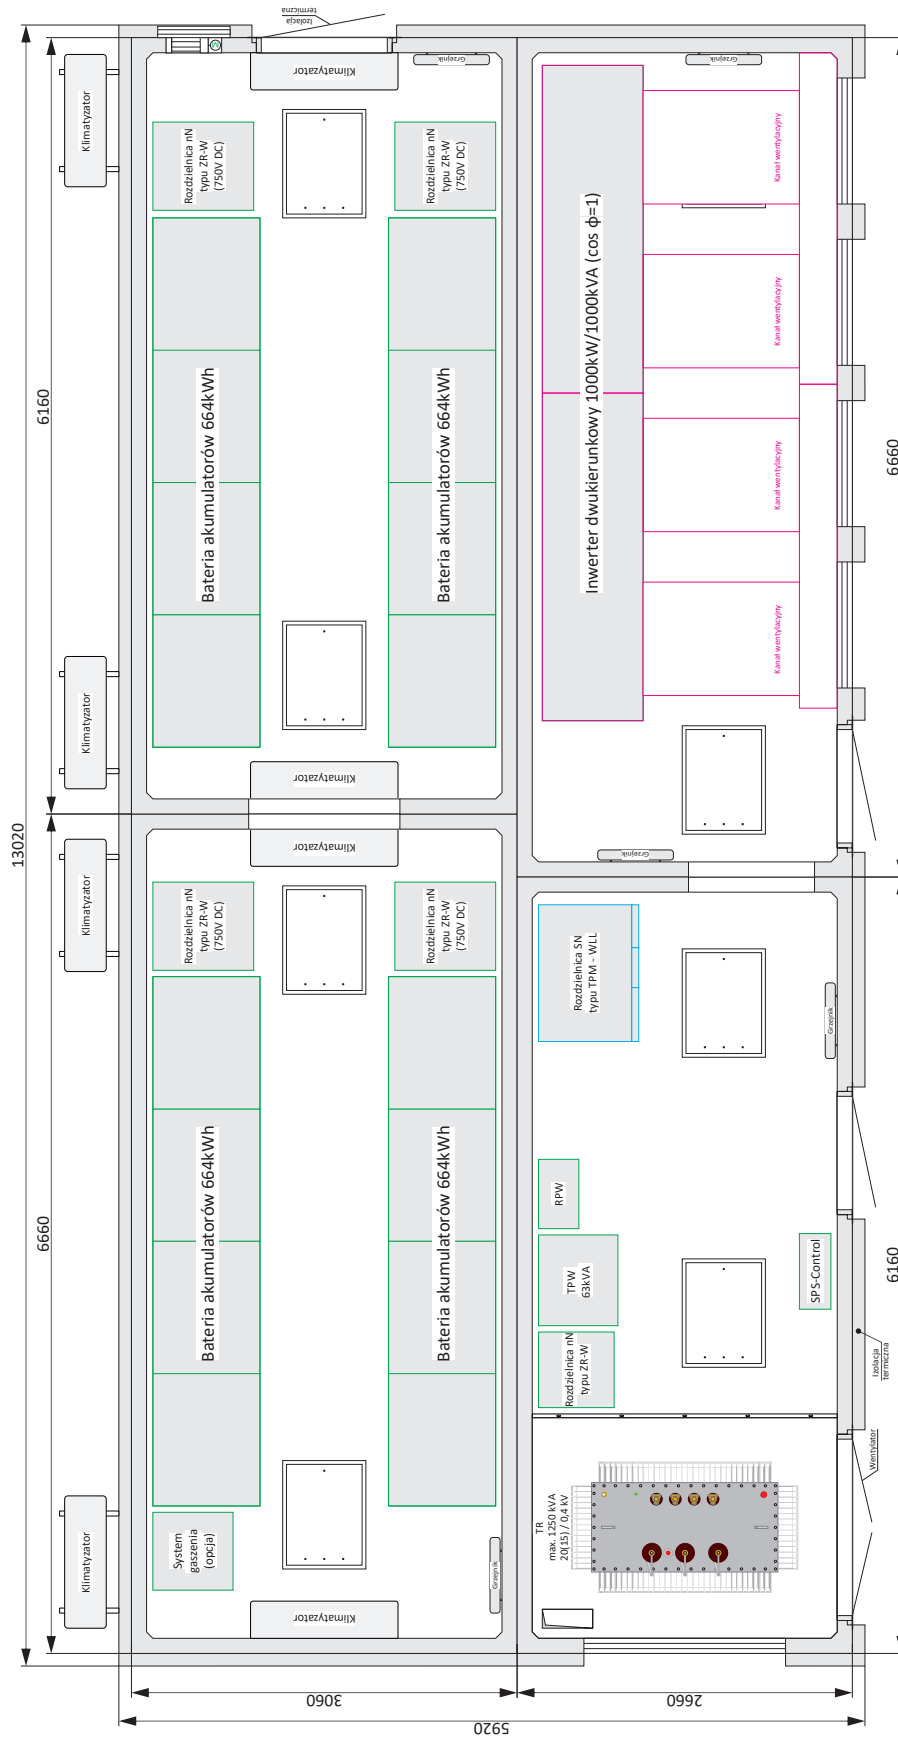 Izolacja
termiczna
Klimatyzator
Klimatyzator
Grzejnik
Grzejnik
Rozdzielnica nN
typu ZR-W
(750V DC)
Rozdzielnica nN
typu ZR-W
(750V DC)
Kanał wentylacyjny
Inwerter dwukierunkowy 1000kW/1000kVA (cos ϕ=1)
Kanał wentylacyjny
6160
Bateria akumulatorów 664kWh
Bateria akumulatorów 664kWh
6660
Kanał wentylacyjny
Kanał wentylacyjny
Klimatyzator
Klimatyzator
13020
Klimatyzator
Klimatyzator
Grzejnik
Rozdzielnica nN
typu ZR-W
(750V DC)
Rozdzielnica nN
typu ZR-W
(750V DC)
Rozdzielnica SN
typu TPM - WLL
Grzejnik
Bateria akumulatorów 664kWh
Bateria akumulatorów 664kWh
6660
RPW
TPW
63kVA
SPS-Control
6160
Rozdzielnica nN
typu ZR-W
Izolacja
termiczna
Wentylator
TR
max. 1250 kVA
20(15) / 0,4 kV
Klimatyzator
System
gaszenia
(opcja)
Grzejnik
Klimatyzator
3060
2660
5920
M